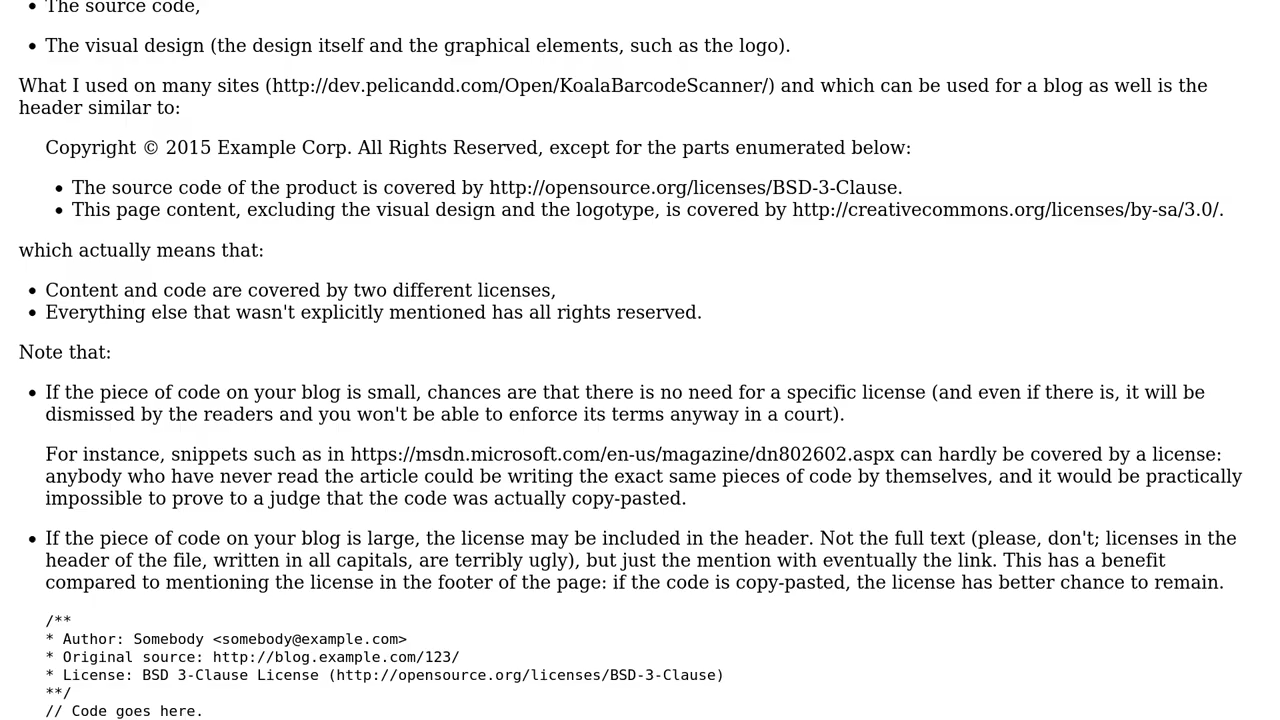 • The source code,
• The visual design (the design itself and the graphical elements, such as the logo).
What I used on many sites (http://dev.pelicandd.com/Open/KoalaBarcodeScanner/) and which can be used for a blog as well is the
header similar to:
Copyright © 2015 Example Corp. All Rights Reserved, except for the parts enumerated below:
• The source code of the product is covered by http://opensource.org/licenses/BSD-3-Clause.
• This page content, excluding the visual design and the logotype, is covered by http://creativecommons.org/licenses/by-sa/3.0/.
which actually means that:
• Content and code are covered by two different licenses,
• Everything else that wasn't explicitly mentioned has all rights reserved.
Note that:
• If the piece of code on your blog is small, chances are that there is no need for a specific license (and even if there is, it will be
dismissed by the readers and you won't be able to enforce its terms anyway in a court).
For instance, snippets such as in https://msdn.microsoft.com/en-us/magazine/dn802602.aspx can hardly be covered by a license:
anybody who have never read the article could be writing the exact same pieces of code by themselves, and it would be practically
impossible to prove to a judge that the code was actually copy-pasted.
• If the piece of code on your blog is large, the license may be included in the header. Not the full text (please, don't; licenses in the
header of the file, written in all capitals, are terribly ugly), but just the mention with eventually the link. This has a benefit
compared to mentioning the license in the footer of the page: if the code is copy-pasted, the license has better chance to remain.
/**
* Author: Somebody <somebody@example.com>
* Original source: http://blog.example.com/123/
* License: BSD 3-Clause License (http://opensource.org/licenses/BSD-3-Clause)
**/
// Code goes here.